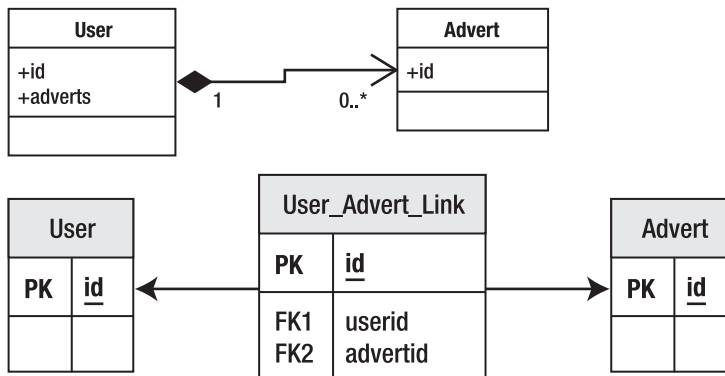 User
+id
+adverts
1
0..*
Advert
+id
User
PK id
User_Advert_Link
PK id
FK1 userid
FK2 advertid
Advert
PK id